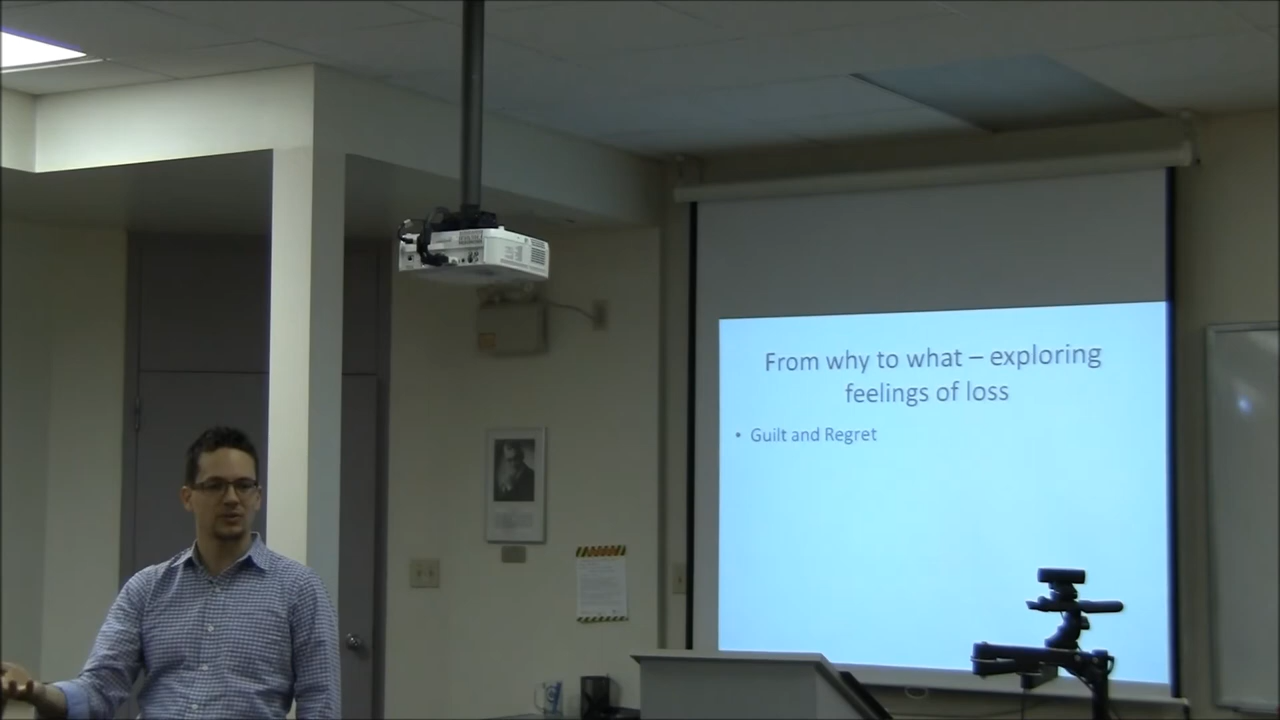 From why to what – exploring
feelings of loss
• Guilt and Regret